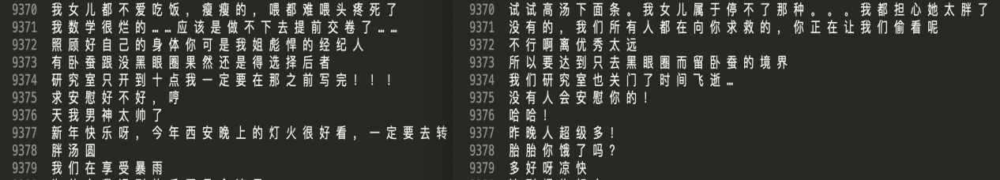 9370 我女儿都不爱吃饭,瘦瘦的,喂都难喂头疼死了
9371 我数学很烂的……应该是做不下去提前交卷了……
9372 照顾好自己的身体你可是我姐彪悍的经纪人
9373 有卧蚕跟没黑眼圈果然还是得选择后者
9374 研究室只开到十点我一定要在那之前写完!!!
9375 求安慰好不好,哼
9376 天我男神太帅了
9377 新年快乐呀,今年西安晚上的灯火很好看,一定要去转
9378 胖汤圆
9379 我们在享受暴雨
9370 试试高汤下面条。我女儿属于停不了那种。。。我都担心她太胖了
9371 没有的,我们所有人都在向你求救的,你正在让我们偷看呢
9372 不行啊离优秀太远
9373 所以要达到只去黑眼圈而留卧蚕的境界
9374 我们研究室也关门了时间飞逝…
9375 没有人会安慰你的!
9376 哈哈!
9377 昨晚人超级多!
9378 胎胎你饿了吗?
9379 多好呀凉快